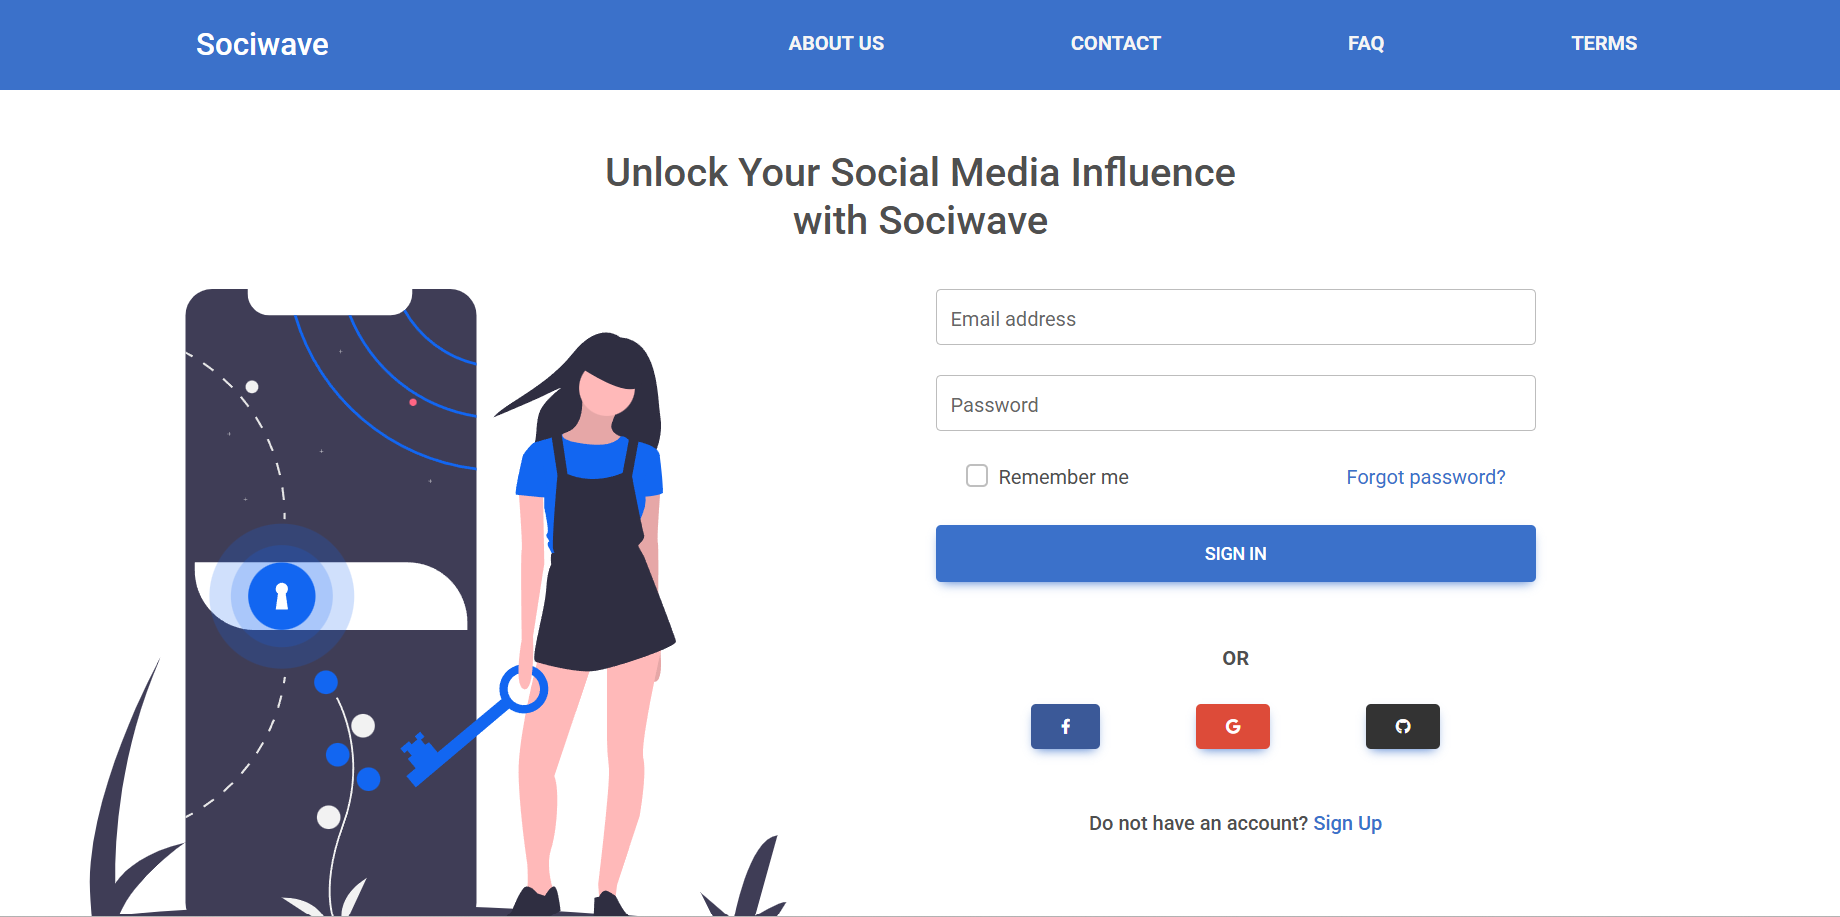 Sociwave
ABOUT US
CONTACT
FAQ
TERMS
Unlock Your Social Media Influence
with Sociwave
Email address
Password
Remember me
Forgot password?
SIGN IN
OR
Do not have an account? Sign Up